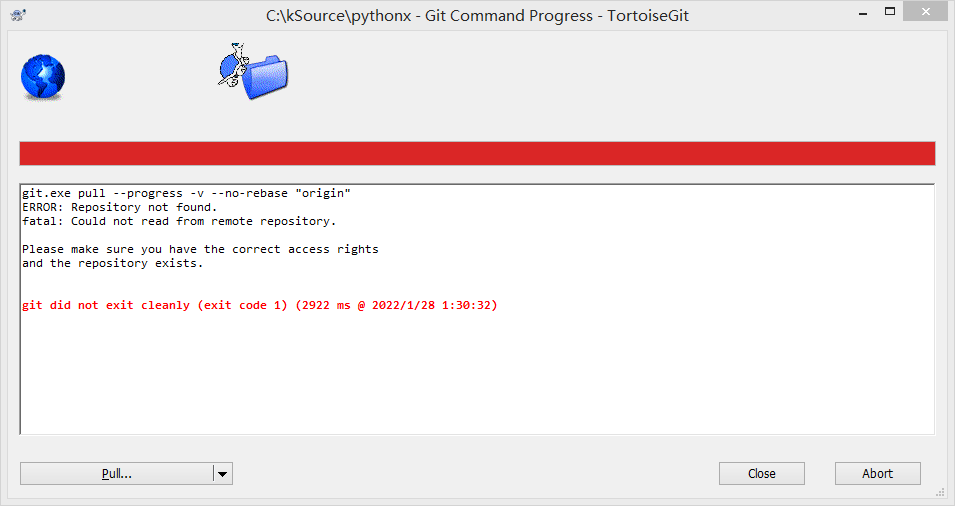 C:\kSource\pythonx - Git Command Progress - TortoiseGit
git.exe pull --progress -v --no-rebase "origin"
ERROR: Repository not found.
fatal: Could not read from remote repository.
Please make sure you have the correct access rights
and the repository exists.
git did not exit cleanly (exit code 1) (2922 ms @ 2022/1/28 1:30:32)
Pull...
Close
Abort